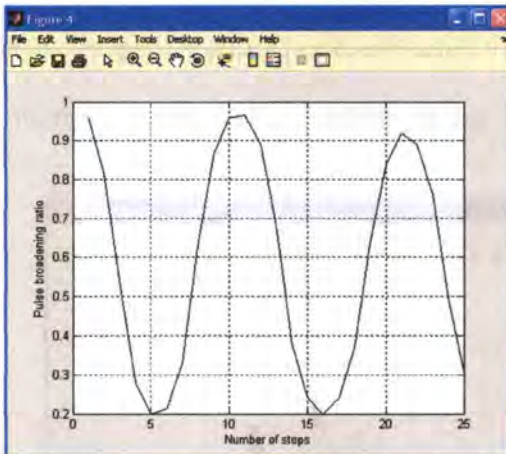 Figure 4
File Edit View Insert Tools Desktop Window Help
1
0.9
0.8
0.7
0.6
0.5
0.4
0.3
0.2
Pulse broadening ratio
0 5 10 15 20 25
Number of steps